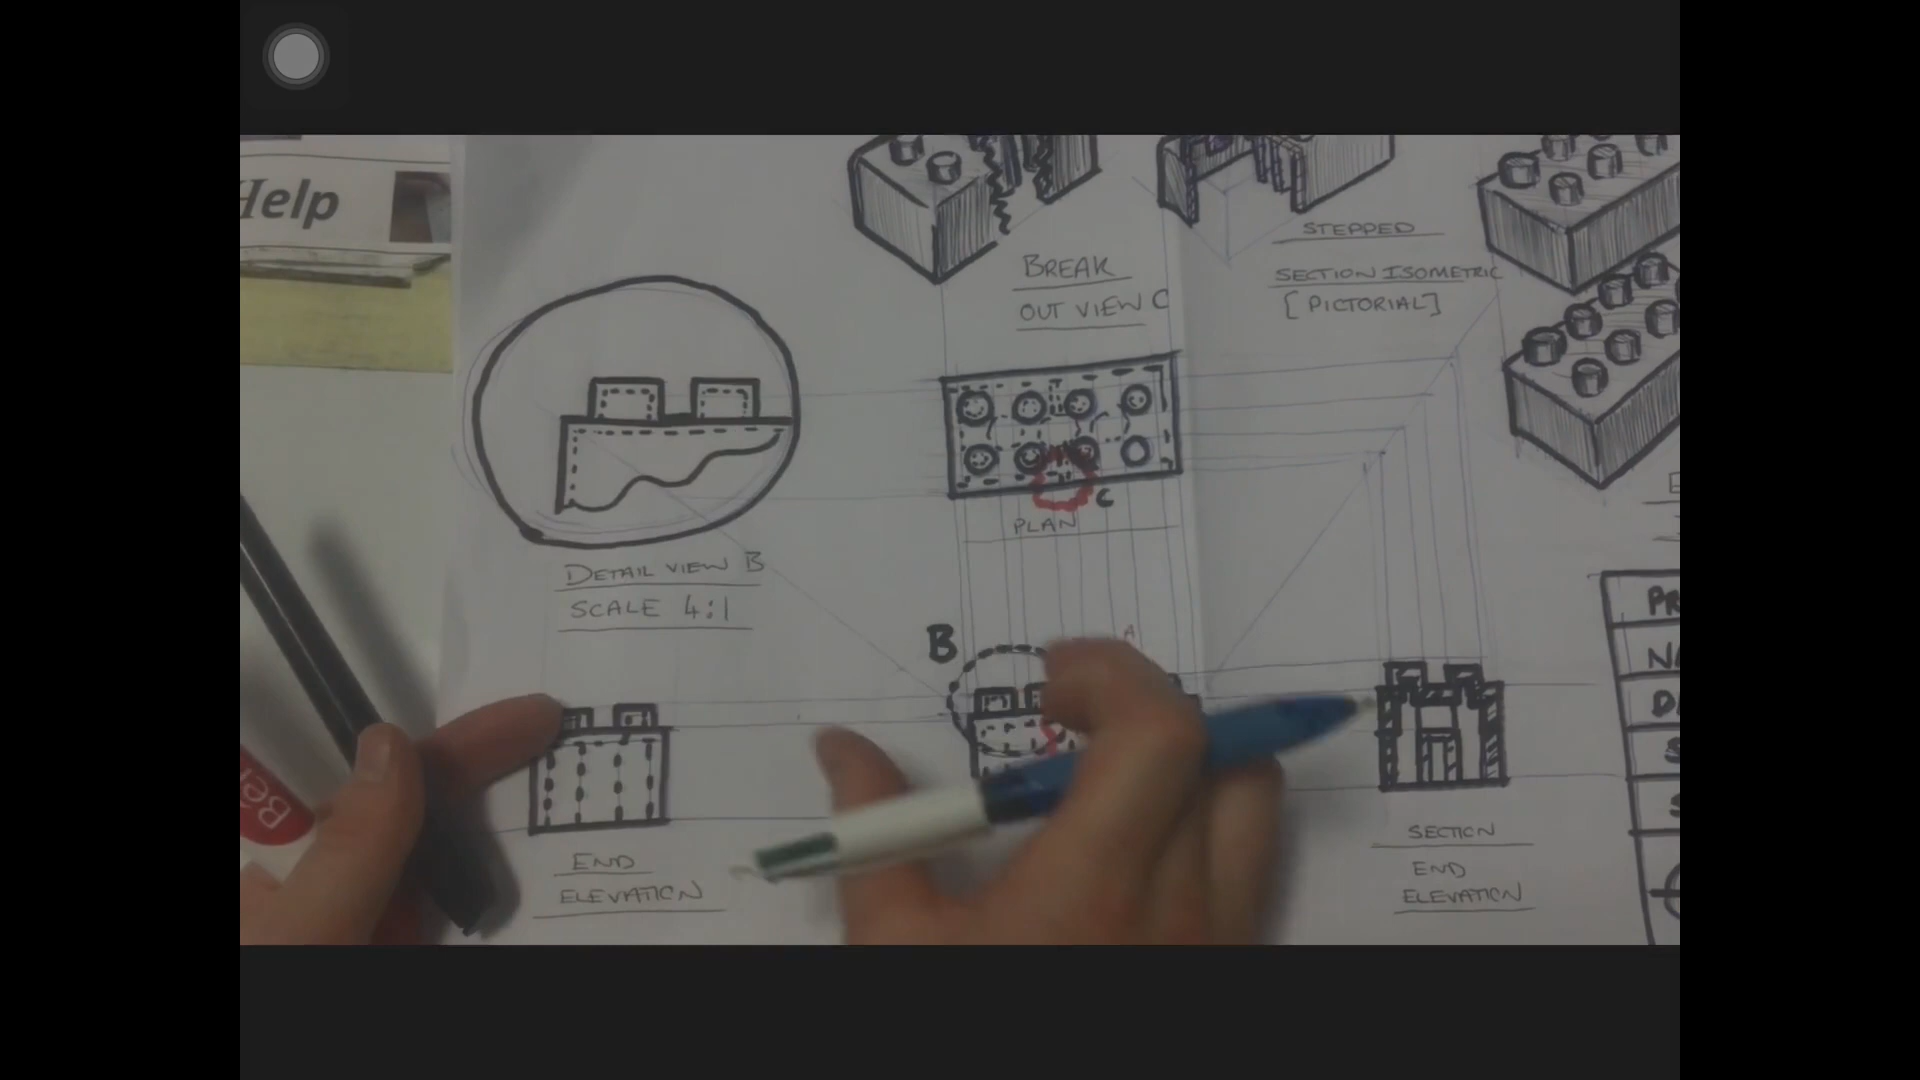 Help
BREAK
OUT VIEW C
STEPPED
SECTION ISOMETRIC
[PICTORIAL]
C
PLAN
DETAIL VIEW B
SCALE 4:1
B
A
END
ELEVATION
SECTION
END
ELEVATION